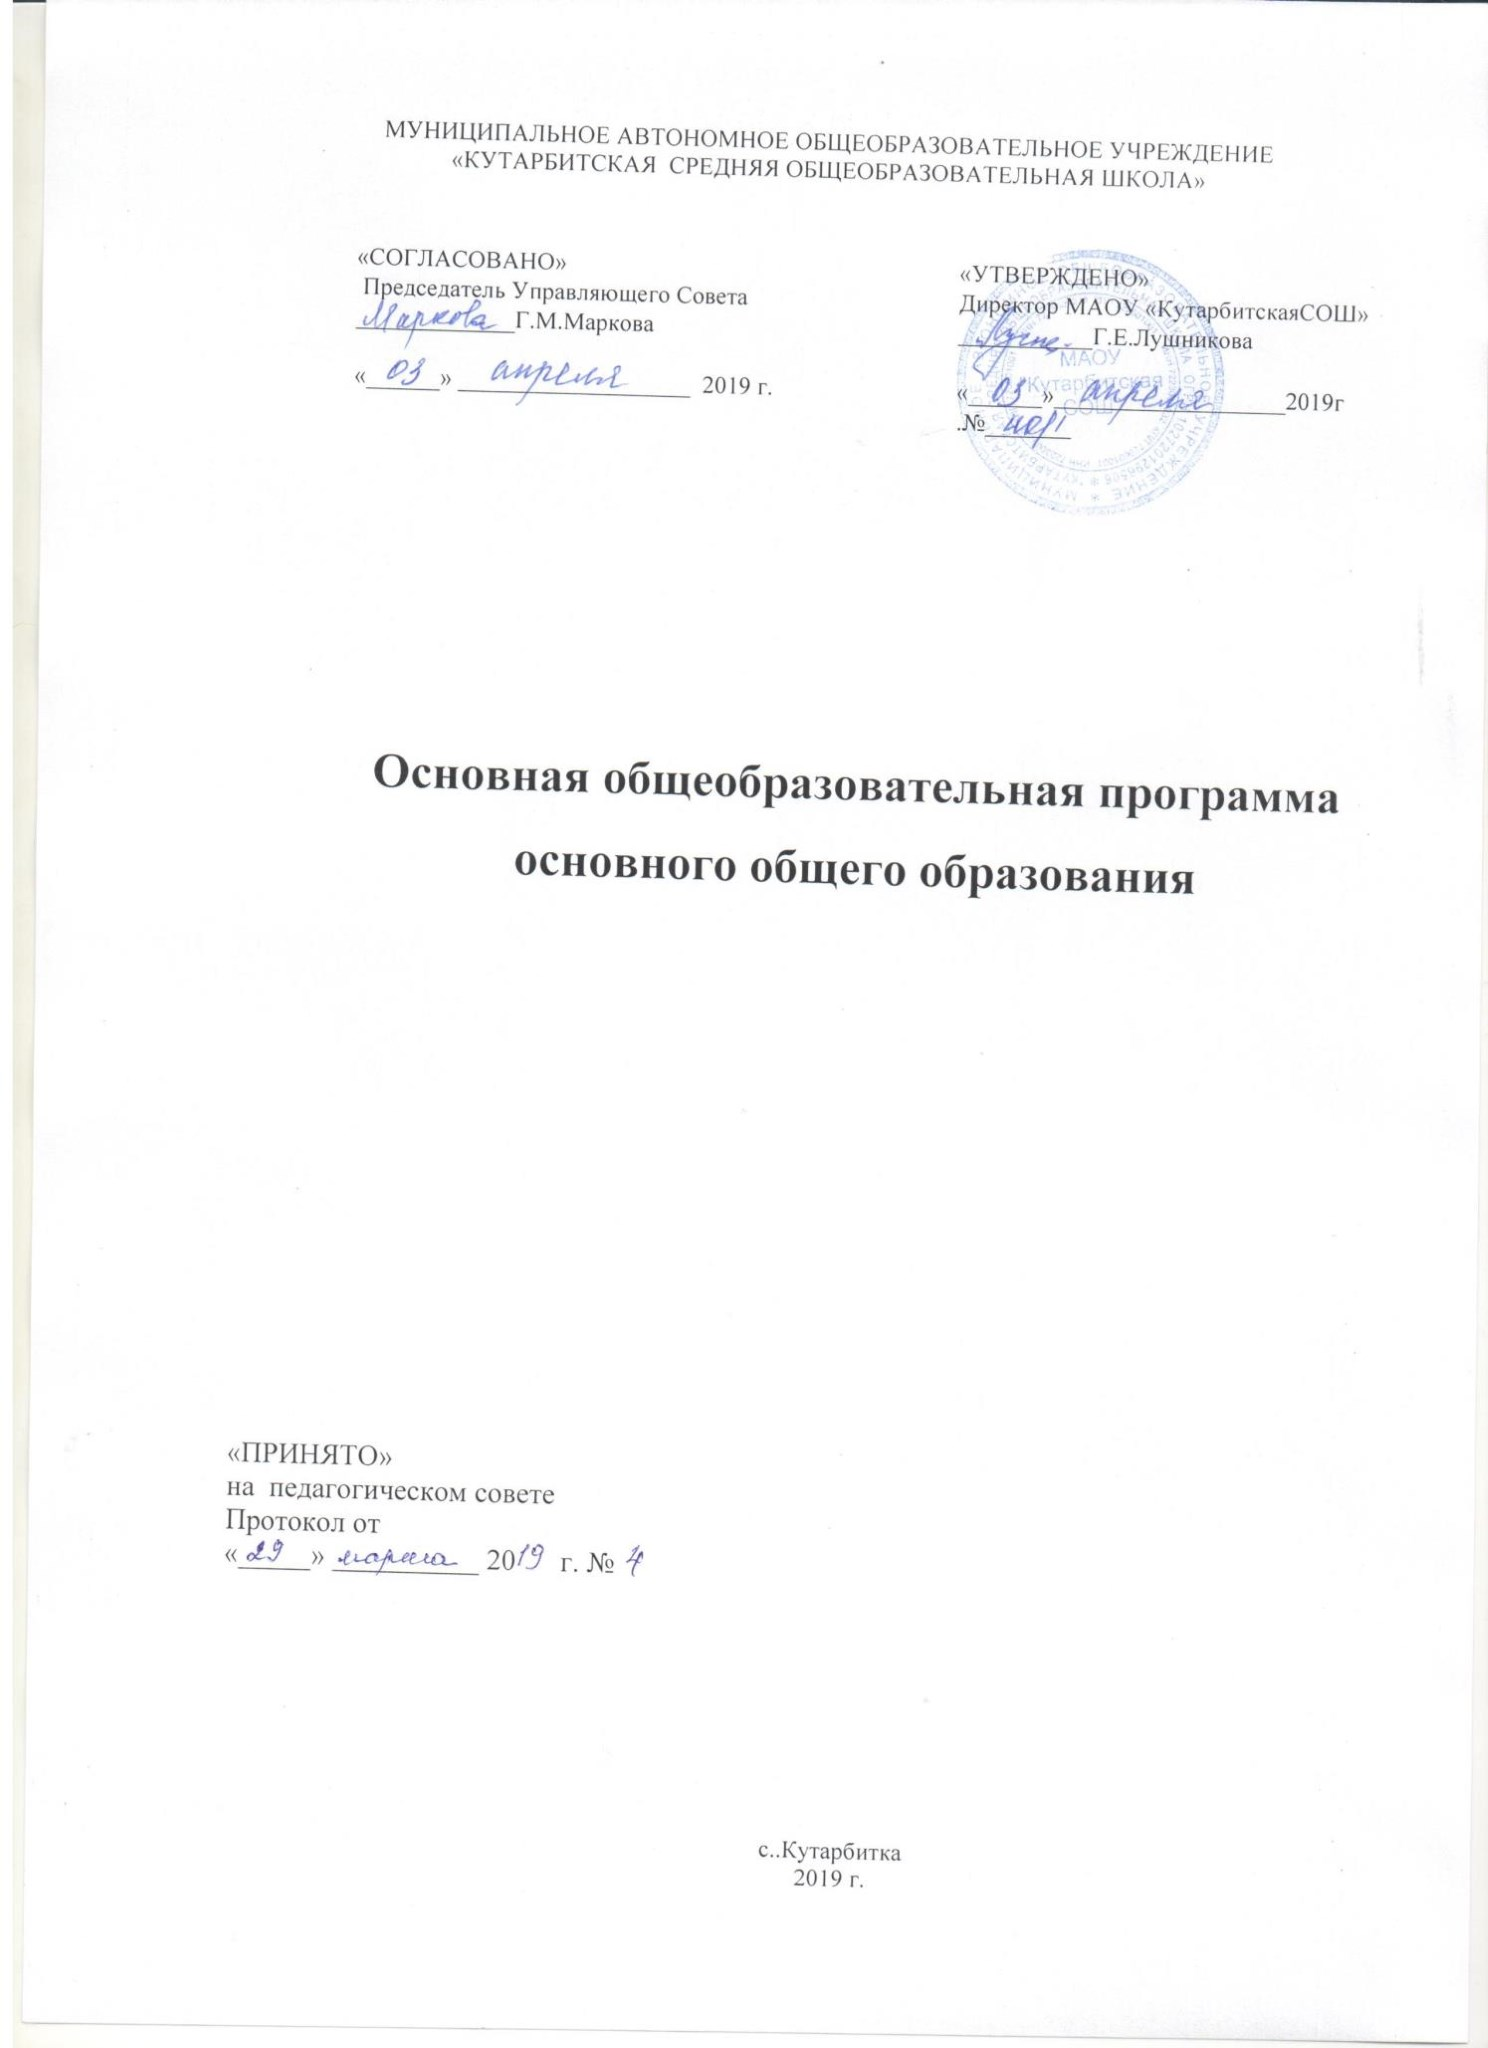 МУНИЦИПАЛЬНОЕ АВТОНОМНОЕ ОБЩЕОБРАЗОВАТЕЛЬНОЕ УЧРЕЖДЕНИЕ
«КУТАРБИТСКАЯ СРЕДНЯЯ ОБЩЕОБРАЗОВАТЕЛЬНАЯ ШКОЛА»
«СОГЛАСОВАНО»
Председатель Управляющего Совета
Маркова Г.М.Маркова
«03» апреля 2019 г.
«УТВЕРЖДЕНО»
Директор МАОУ «КутарбитскаяСОШ»
Г.Е.Лушникова
«03» апреля 2019г
.№
МАОУ
"Кутарбитская
СОШ"
Основная общеобразовательная программа
основного общего образования
«ПРИНЯТО»
на педагогическом совете
Протокол от
«29» марта 2019 г. № 4
с..Кутарбитка
2019 г.